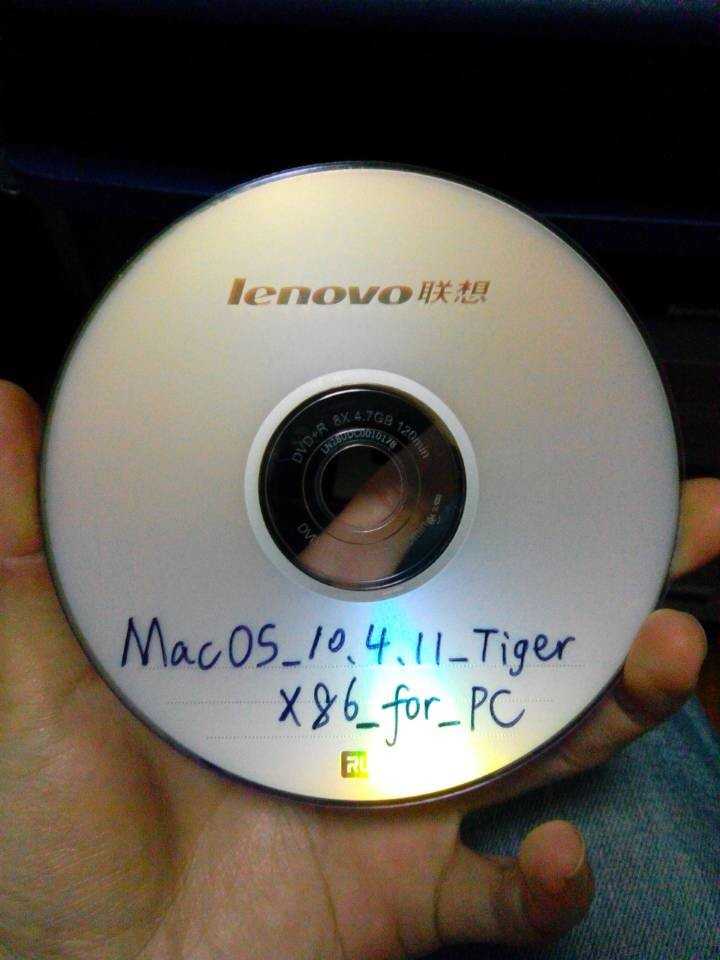 lenovo联想
DVD+R 8X 4.7GB 120min
MacOS_10.4.11_Tiger
X86_for_PC